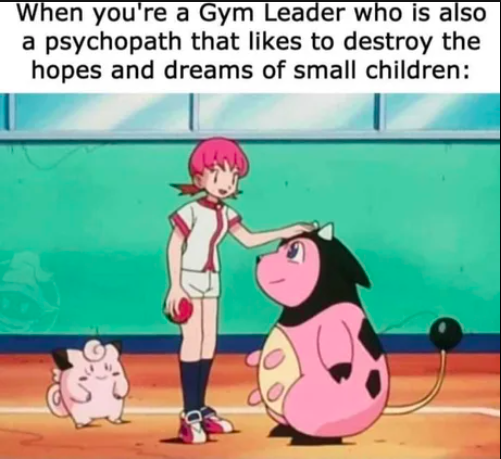 When you're a Gym Leader who is also
a psychopath that likes to destroy the
hopes and dreams of small children: